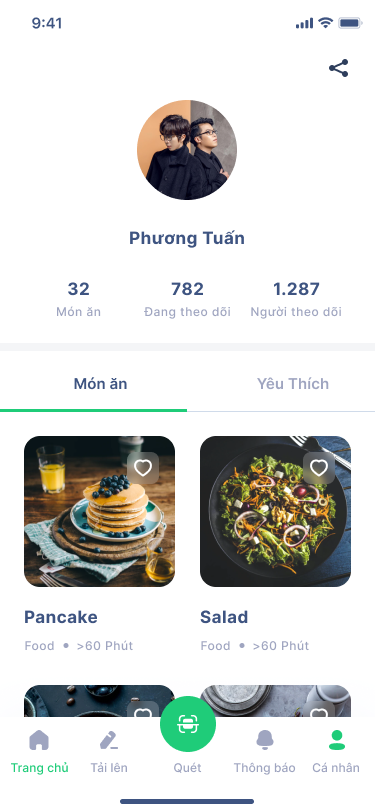 9:41
Phương Tuấn
32 782 1.287
Món ăn Đang theo dõi Người theo dõi
Món ăn Yêu Thích
Pancake Salad
Food • >60 Phút Food • >60 Phút
Trang chủ Tải lên Quét Thông báo Cá nhân